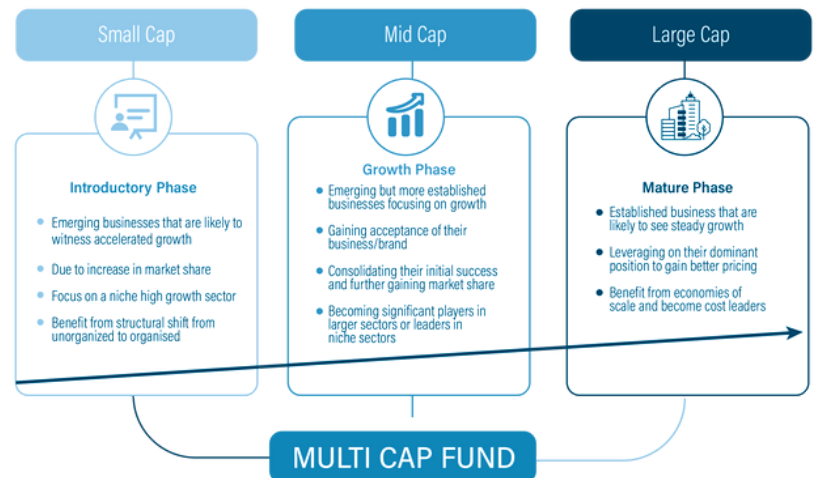 Small Cap
Introductory Phase
Emerging businesses that are likely to
witness accelerated growth
Due to increase in market share
Focus on a niche high growth sector
Benefit from structural shift from
unorganized to organised
Mid Cap
Growth Phase
Emerging but more established
businesses focusing on growth
Gaining acceptance of their
business/brand
Consolidating their initial success
and further gaining market share
Becoming significant players in
larger sectors or leaders in
niche sectors
Large Cap
Mature Phase
Established business that are
likely to see steady growth
Leveraging on their dominant
position to gain better pricing
Benefit from economies of
scale and become cost leaders
MULTI CAP FUND